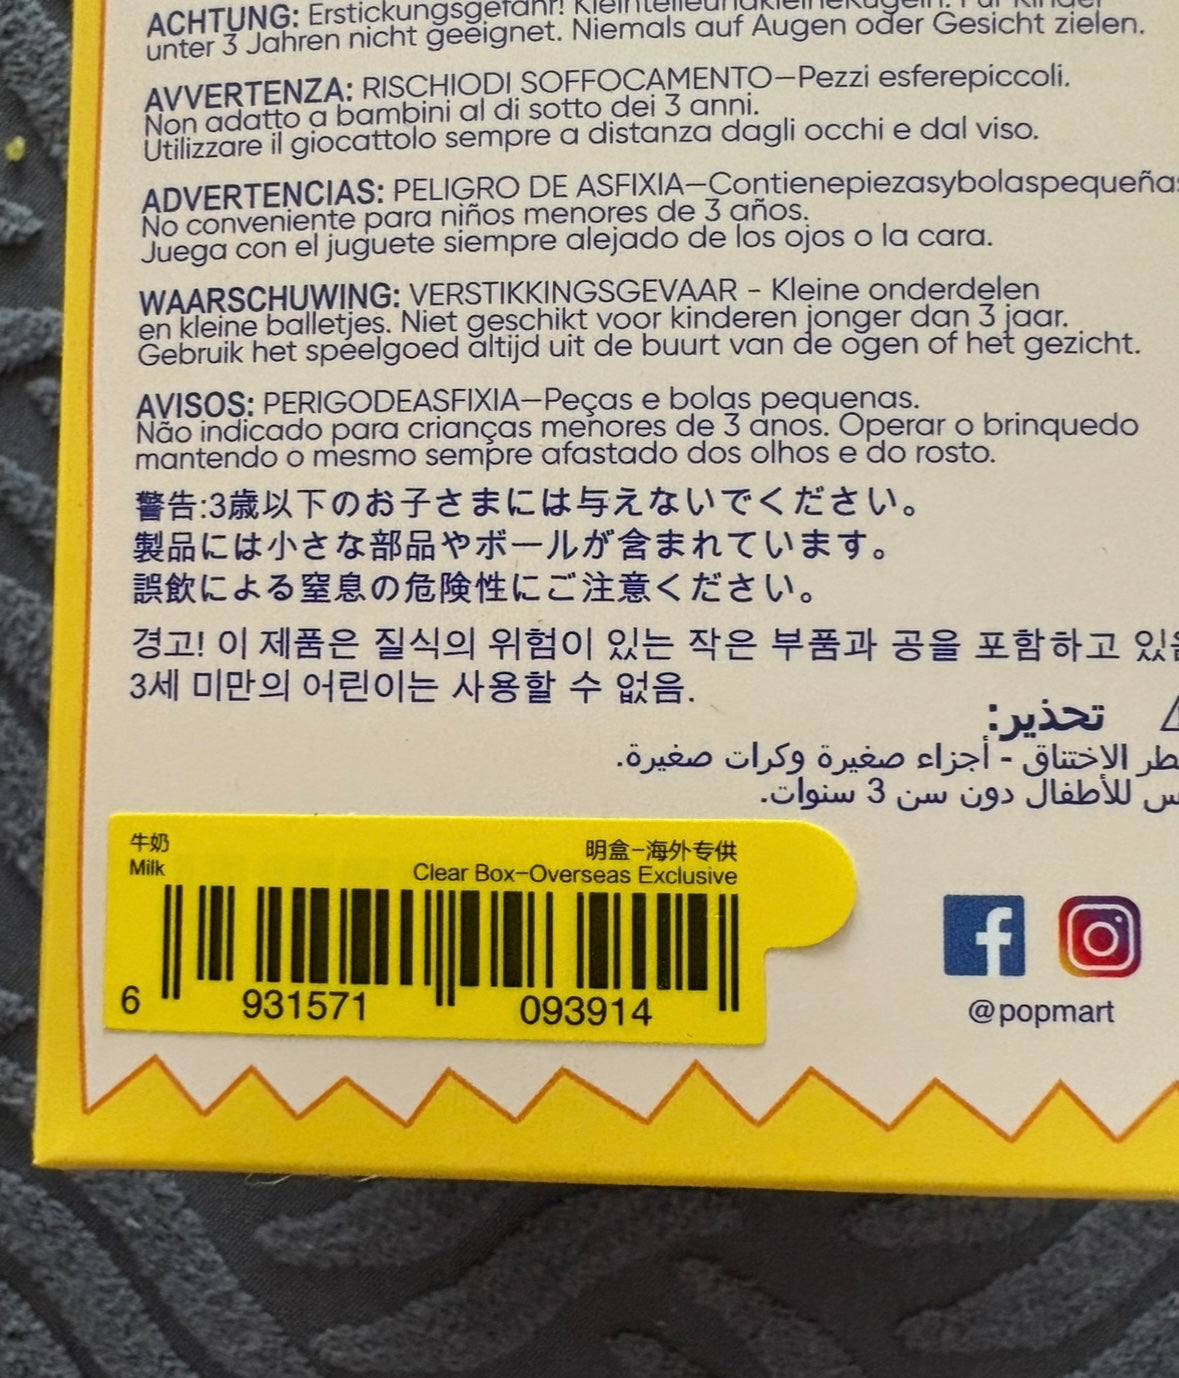 ACHTUNG: Erstickungsgefahr! KleinteileundkleineKugeln. Für Kinder
unter 3 Jahren nicht geeignet. Niemals auf Augen oder Gesicht zielen.
AVVERTENZA: RISCHIODI SOFFOCAMENTO—Pezzi esferepiccoli.
Non adatto a bambini al di sotto dei 3 anni.
Utilizzare il giocattolo sempre a distanza dagli occhi e dal viso.
ADVERTENCIAS: PELIGRO DE ASFIXIA—Contienepiezasybolaspequeñas
No conveniente para niños menores de 3 años.
Juega con el juguete siempre alejado de los ojos o la cara.
WAARSCHUWING: VERSTIKKINGSGEVAAR - Kleine onderdelen
en kleine balletjes. Niet geschikt voor kinderen jonger dan 3 jaar.
Gebruik het speelgoed altijd uit de buurt van de ogen of het gezicht.
AVISOS: PERIGODEASFIXIA—Peças e bolas pequenas.
Não indicado para crianças menores de 3 anos. Operar o brinquedo
mantendo o mesmo sempre afastado dos olhos e do rosto.
警告:3歳以下のお子さまには与えないでください。
製品には小さな部品やボールが含まれています。
誤飲による窒息の危険性にご注意ください。
경고! 이 제품은 질식의 위험이 있는 작은 부품과 공을 포함하고 있음
3세 미만의 어린이는 사용할 수 없음.
تحذير:
الاختناق - أجزاء صغيرة وكرات صغيرة.
للأطفال دون سن 3 سنوات.
牛奶
Milk
明盒-海外专供
Clear Box-Overseas Exclusive
6 931571 093914
@popmart